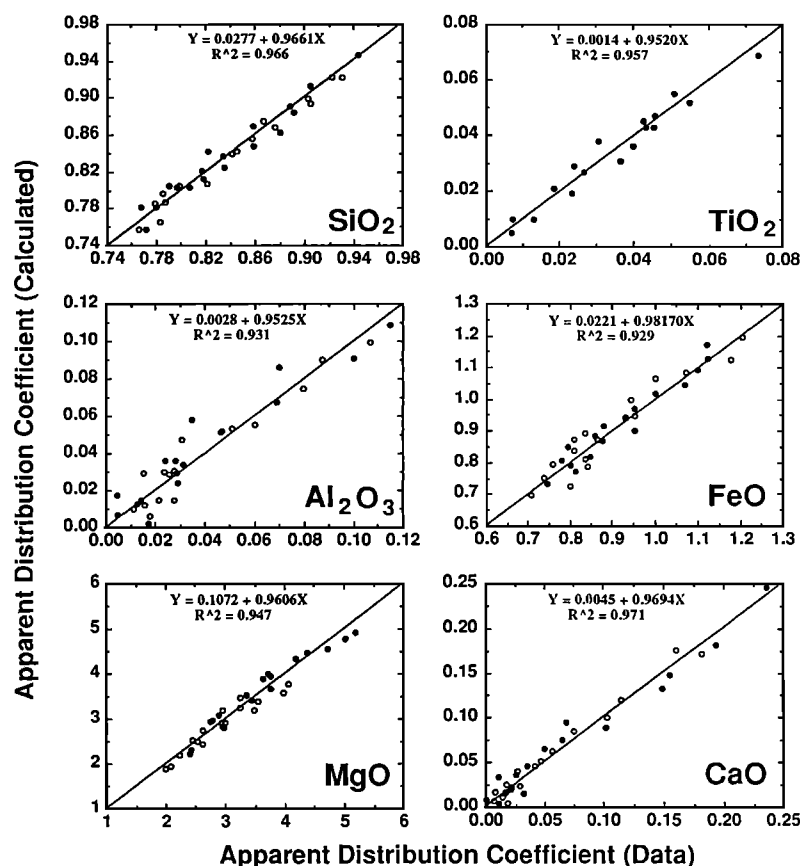 Apparent Distribution Coefficient (Calculated)
Y = 0.0277 + 0.9661X
R^2 = 0.966
0.98
0.94
0.90
0.86
0.82
0.78
0.74
SiO2
0.74 0.78 0.82 0.86 0.90 0.94 0.98
Y = 0.0014 + 0.9520X
R^2 = 0.957
0.08
0.06
0.04
0.02
0.00
TiO2
0.00 0.02 0.04 0.06 0.08
Y = 0.0028 + 0.9525X
R^2 = 0.931
0.12
0.10
0.08
0.06
0.04
0.02
0.00
Al2O3
0.00 0.02 0.04 0.06 0.08 0.10 0.12
Y = 0.0221 + 0.98170X
R^2 = 0.929
1.3
1.2
1.1
1.0
0.9
0.8
0.7
0.6
FeO
0.6 0.7 0.8 0.9 1.0 1.1 1.2 1.3
Y = 0.1072 + 0.9606X
R^2 = 0.947
6
5
4
3
2
1
MgO
1 2 3 4 5 6
Y = 0.0045 + 0.9694X
R^2 = 0.971
0.25
0.20
0.15
0.10
0.05
0.00
CaO
0.00 0.05 0.10 0.15 0.20 0.25
Apparent Distribution Coefficient (Data)